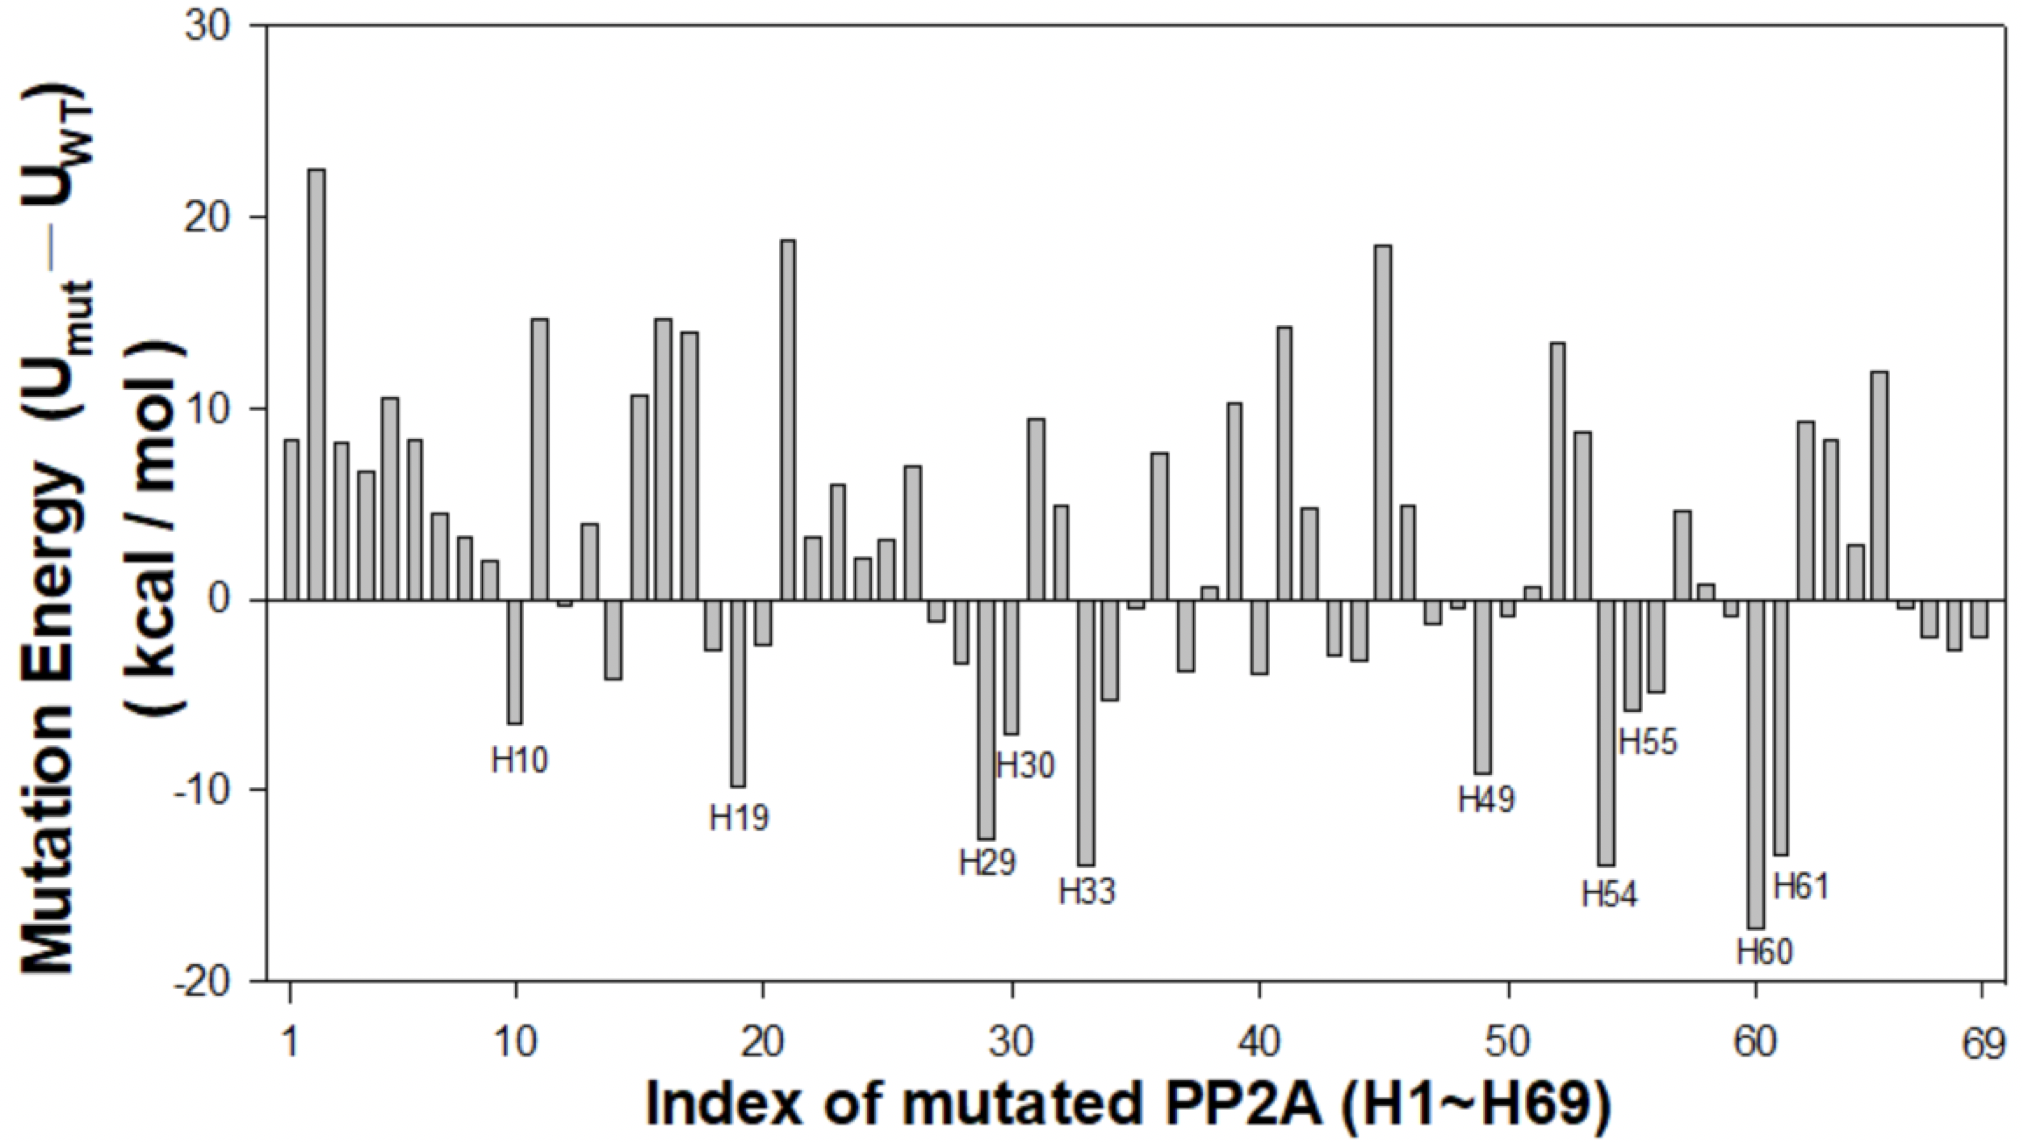 Mutation Energy (Umut — UWT)
( kcal / mol )
30
20
10
0
-10
-20
H10
H19
H29
H30
H33
H49
H54
H55
H60
H61
1 10 20 30 40 50 60 69
Index of mutated PP2A (H1~H69)